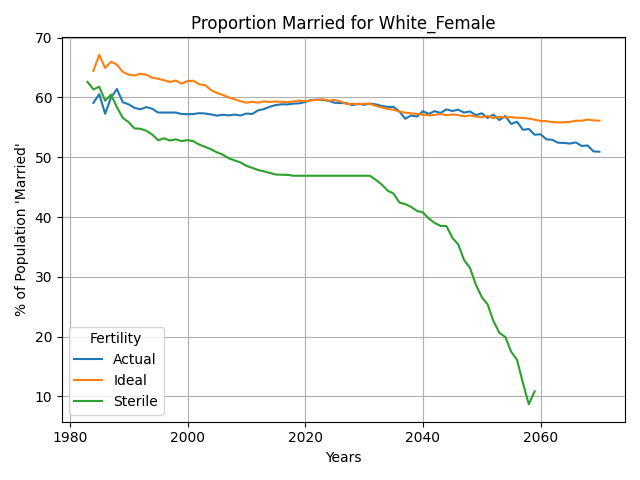 Proportion Married for White_Female
% of Population 'Married'
70
60
50
40
30
20
10
Fertility
Actual
Ideal
Sterile
1980
2000
2020
2040
2060
Years